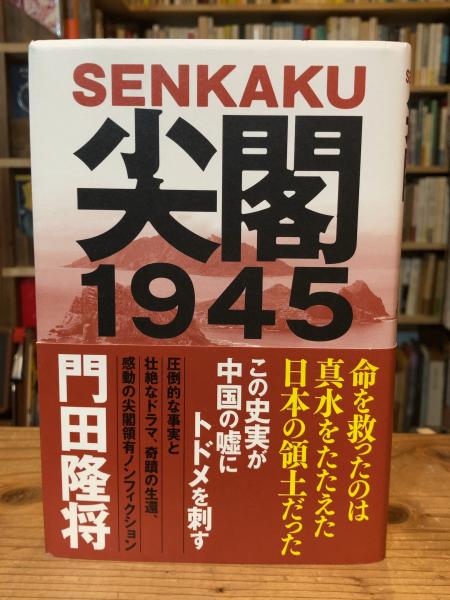 SENKAKU
尖閣
1945
命を救ったのは
真水をたたえた
日本の領土だった
この史実が
中国の嘘に
トドメを刺す
圧倒的な事実と
壮絶なドラマ、奇蹟の生還、
感動の尖閣領有ノンフィクション
門田隆将